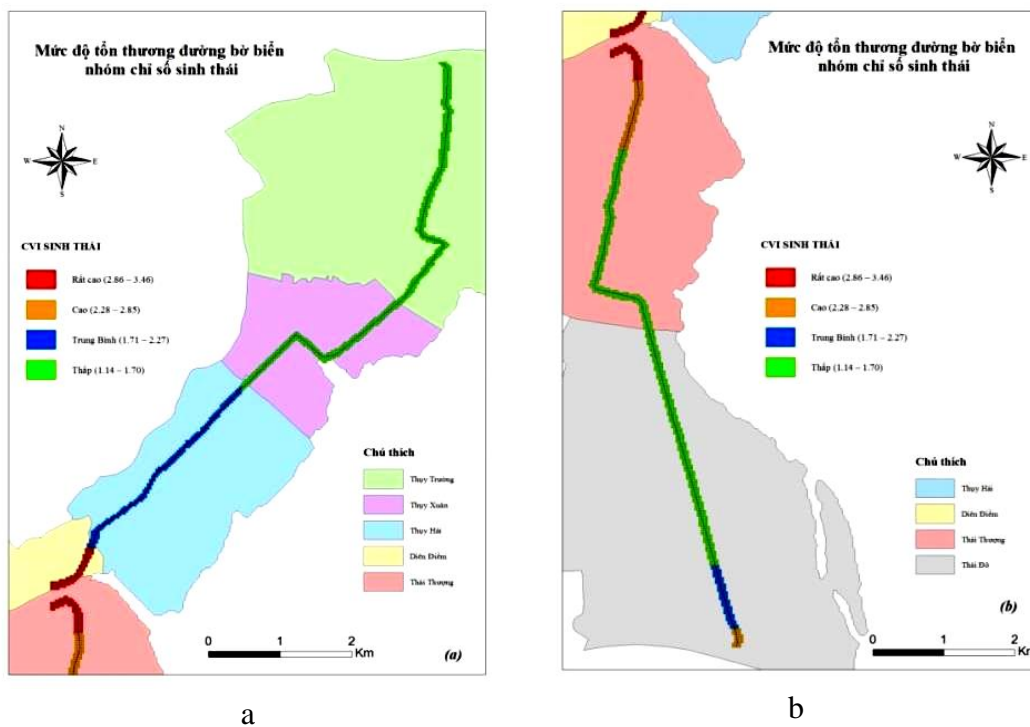 Mức độ tổn thương đường bờ biển
nhóm chỉ số sinh thái
N
W
E
S
CVI SINH THÁI
Rất cao (2.86 – 3.46)
Cao (2.28 – 2.85)
Trung Bình (1.71 – 2.27)
Thấp (1.14 – 1.70)
Chú thích
Thụy Trường
Thụy Xuân
Thụy Hải
Diêm Điềm
Thái Thượng
0 1 2
Km
(a)
a
Mức độ tổn thương đường bờ biển
nhóm chỉ số sinh thái
N
W
E
S
CVI SINH THÁI
Rất cao (2.86 – 3.46)
Cao (2.28 – 2.85)
Trung Bình (1.71 – 2.27)
Thấp (1.14 – 1.70)
Chú thích
Thụy Hải
Diêm Điềm
Thái Thượng
Thái Đô
(b)
0 1 2
Km
b